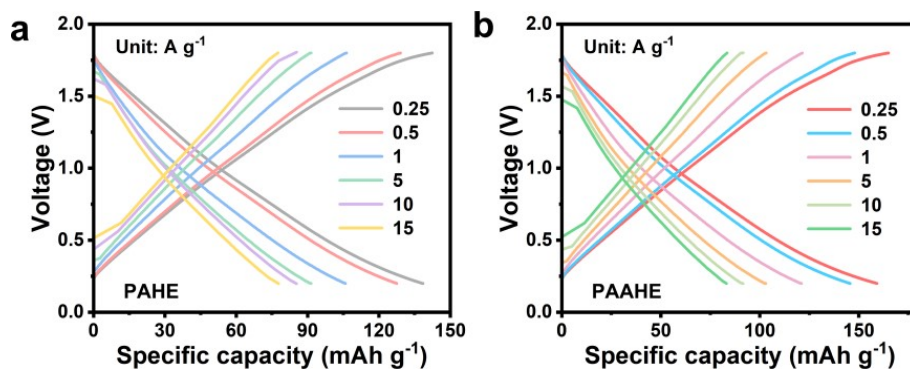 a
Unit: A g⁻¹
0.25
0.5
1
5
10
15
PAHE
Voltage (V)
2.0
1.5
1.0
0.5
0.0
0 30 60 90 120 150
Specific capacity (mAh g⁻¹)
b
Unit: A g⁻¹
0.25
0.5
1
5
10
15
PAAHE
Voltage (V)
2.0
1.5
1.0
0.5
0.0
0 50 100 150
Specific capacity (mAh g⁻¹)